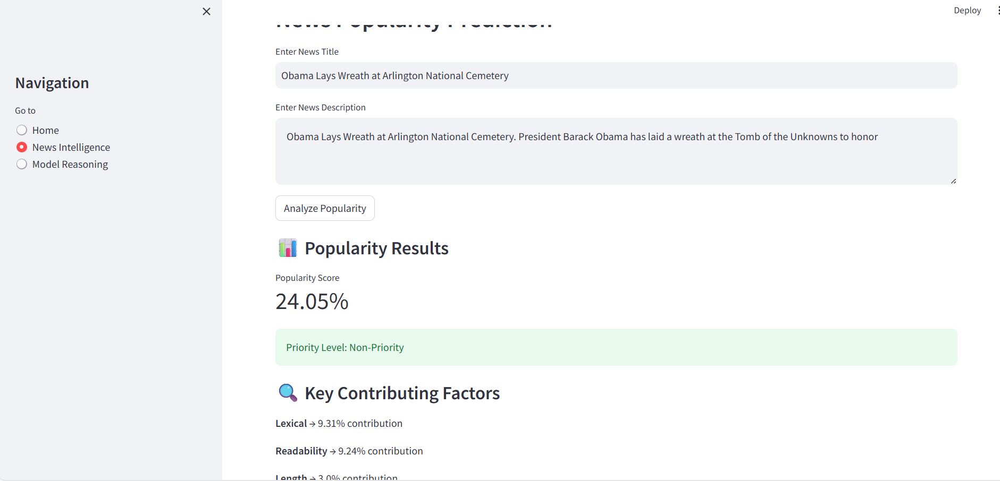 Deploy
News Popularity Prediction
Navigation
Go to
Home
News Intelligence
Model Reasoning
Enter News Title
Obama Lays Wreath at Arlington National Cemetery
Enter News Description
Obama Lays Wreath at Arlington National Cemetery. President Barack Obama has laid a wreath at the Tomb of the Unknowns to honor
Analyze Popularity
Popularity Results
Popularity Score
24.05%
Priority Level: Non-Priority
Key Contributing Factors
Lexical → 9.31% contribution
Readability → 9.24% contribution
Length → 3.0% contribution